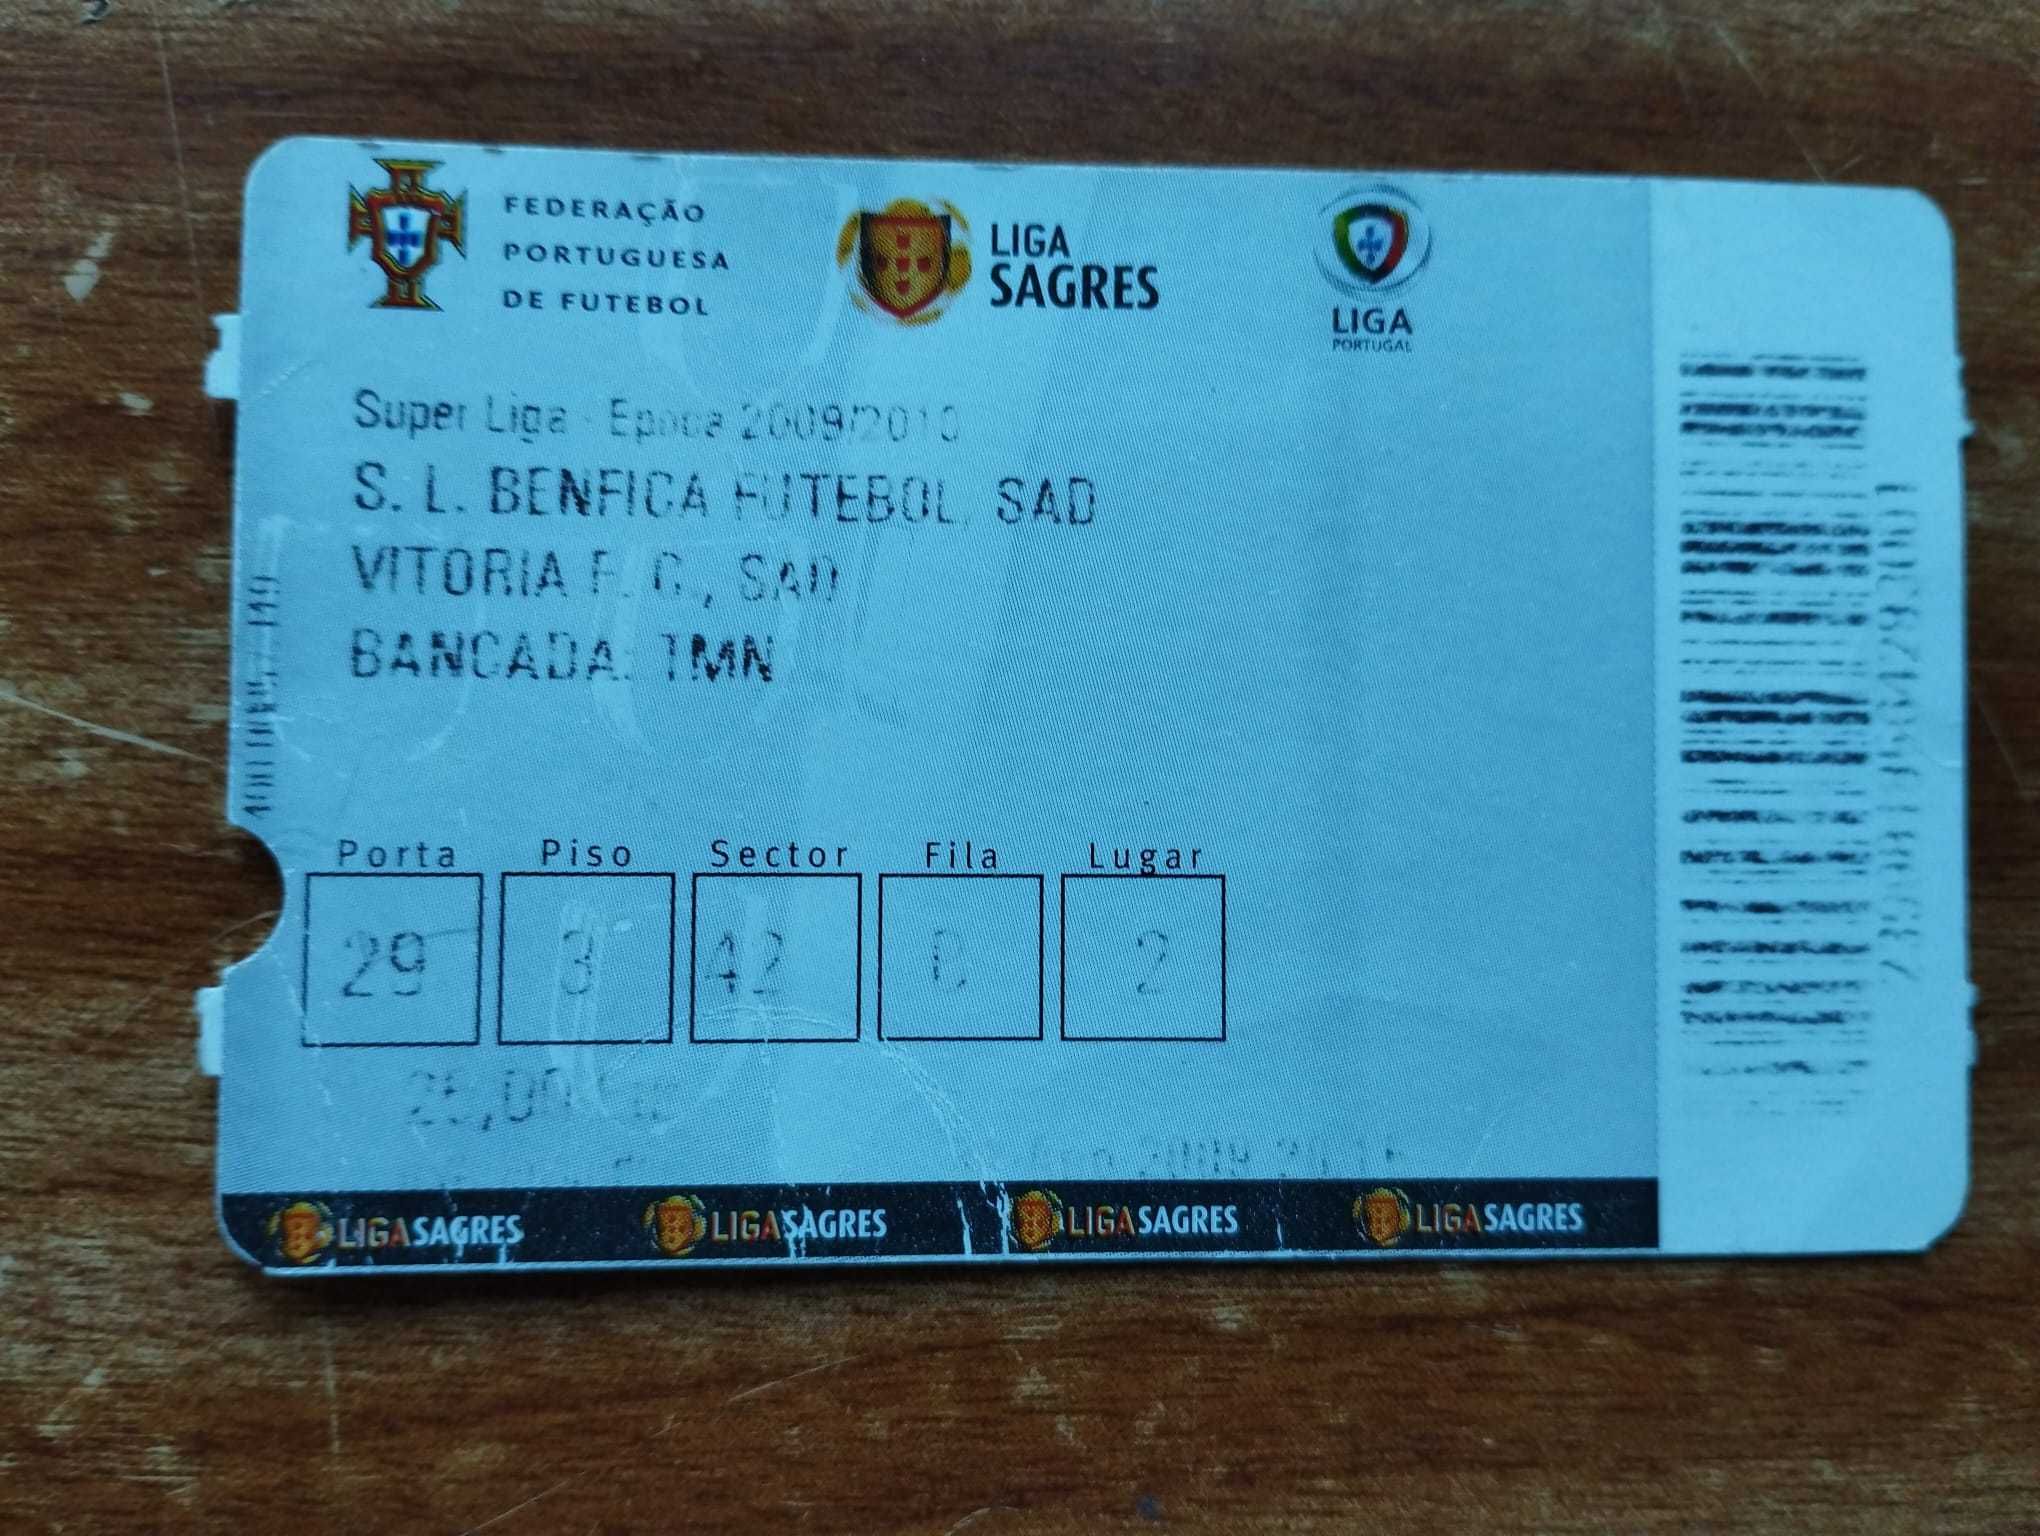 FEDERAÇÃO
PORTUGUESA
DE FUTEBOL
LIGA
SAGRES
LIGA
PORTUGAL
Super Liga - Epoca 2009/2010
S. L. BENFICA FUTEBOL, SAD
VITORIA F. C., SAD
BANCADA: TMN
Porta Piso Sector Fila Lugar
29 3 42 C 2
LIGASAGRES LIGASAGRES LIGASAGRES LIGASAGRES